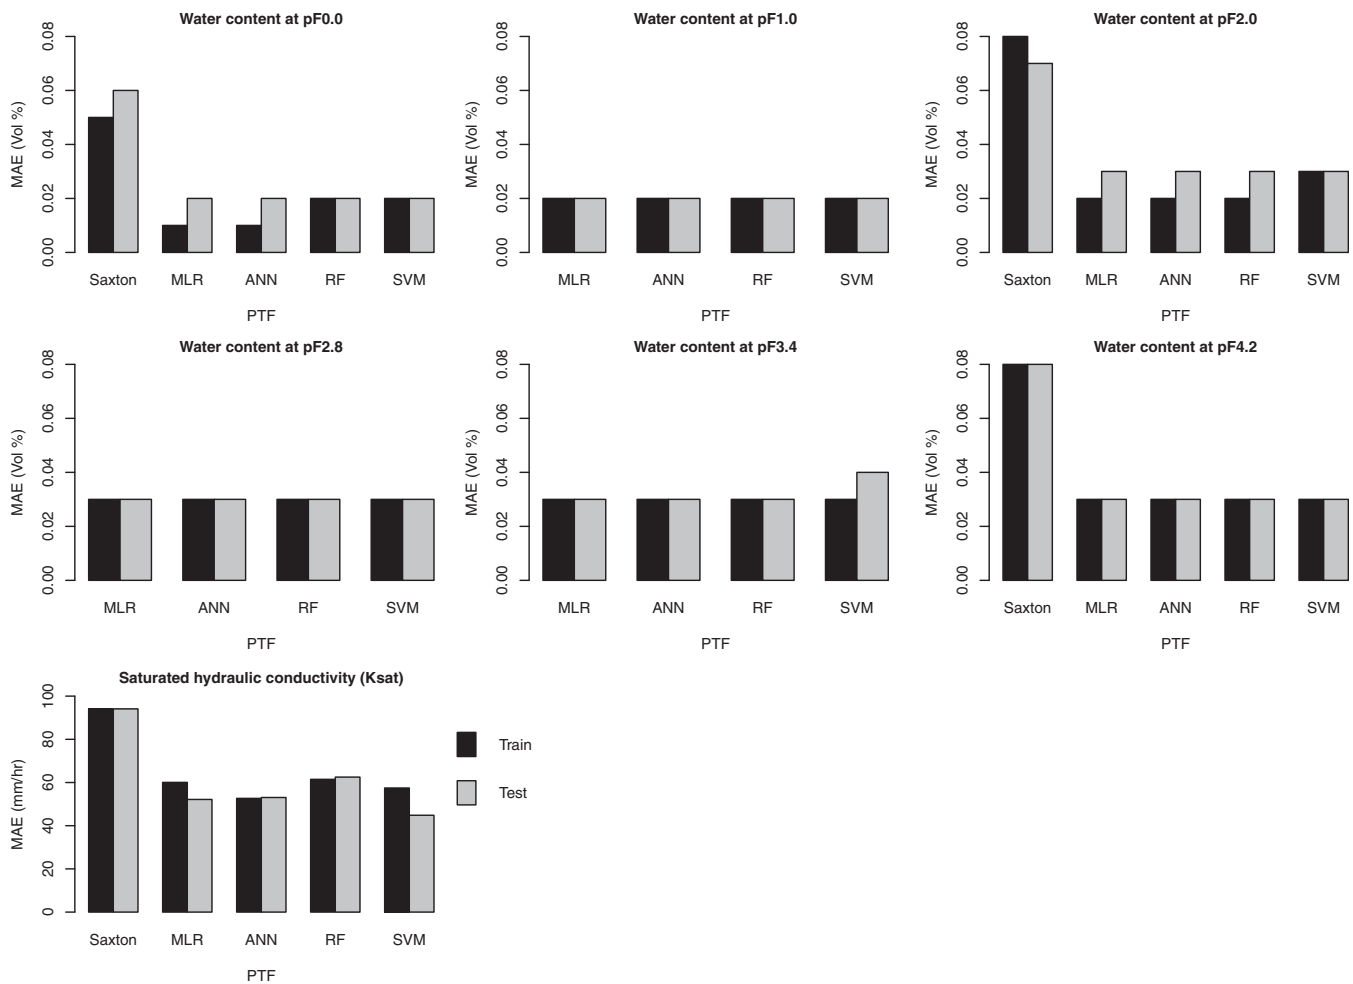 Water content at pF0.0
MAE (Vol %)
0.00 0.02 0.04 0.06 0.08
Saxton MLR ANN RF SVM
PTF
Water content at pF1.0
MAE (Vol %)
0.00 0.02 0.04 0.06 0.08
MLR ANN RF SVM
PTF
Water content at pF2.0
MAE (Vol %)
0.00 0.02 0.04 0.06 0.08
Saxton MLR ANN RF SVM
PTF
Water content at pF2.8
MAE (Vol %)
0.00 0.02 0.04 0.06 0.08
MLR ANN RF SVM
PTF
Water content at pF3.4
MAE (Vol %)
0.00 0.02 0.04 0.06 0.08
MLR ANN RF SVM
PTF
Water content at pF4.2
MAE (Vol %)
0.00 0.02 0.04 0.06 0.08
Saxton MLR ANN RF SVM
PTF
Saturated hydraulic conductivity (Ksat)
MAE (mm/hr)
0 20 40 60 80 100
Saxton MLR ANN RF SVM
PTF
Train
Test